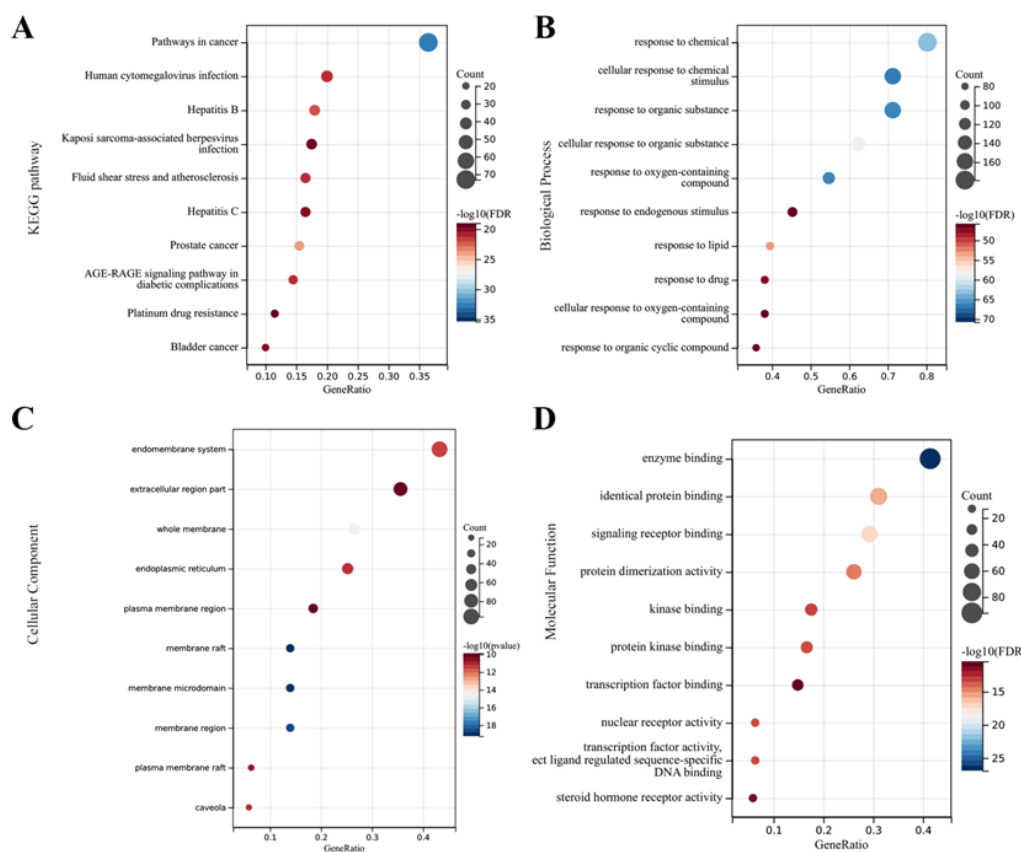 A
KEGG pathway
Pathways in cancer
Human cytomegalovirus infection
Hepatitis B
Kaposi sarcoma-associated herpesvirus
infection
Fluid shear stress and atherosclerosis
Hepatitis C
Prostate cancer
AGE-RAGE signaling pathway in
diabetic complications
Platinum drug resistance
Bladder cancer
0.10 0.15 0.20 0.25 0.30 0.35
GeneRatio
Count
20
30
40
50
60
70
-log10(FDR
20
25
30
35
B
Biological Process
response to chemical
cellular response to chemical
stimulus
response to organic substance
cellular response to organic substance
response to oxygen-containing
compound
response to endogenous stimulus
response to lipid
response to drug
cellular response to oxygen-containing
compound
response to organic cyclic compound
0.4 0.5 0.6 0.7 0.8
GeneRatio
Count
80
100
120
140
160
-log10(FDR)
50
55
60
65
70
C
Cellular Component
endomembrane system
extracellular region part
whole membrane
endoplasmic reticulum
plasma membrane region
membrane raft
membrane microdomain
membrane region
plasma membrane raft
caveola
0.1 0.2 0.3 0.4
GeneRatio
Count
20
40
60
80
-log10(pvalue)
10
12
14
16
18
D
Molecular Function
enzyme binding
identical protein binding
signaling receptor binding
protein dimerization activity
kinase binding
protein kinase binding
transcription factor binding
nuclear receptor activity
transcription factor activity,
ect ligand regulated sequence-specific
DNA binding
steroid hormone receptor activity
0.1 0.2 0.3 0.4
GeneRatio
Count
20
40
60
80
-log10(FDR
15
20
25